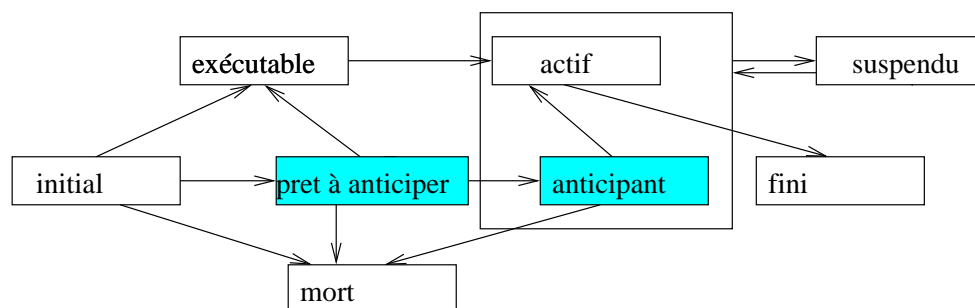 exécutable
actif
suspendu
initial
pret à anticiper
anticipant
fini
mort